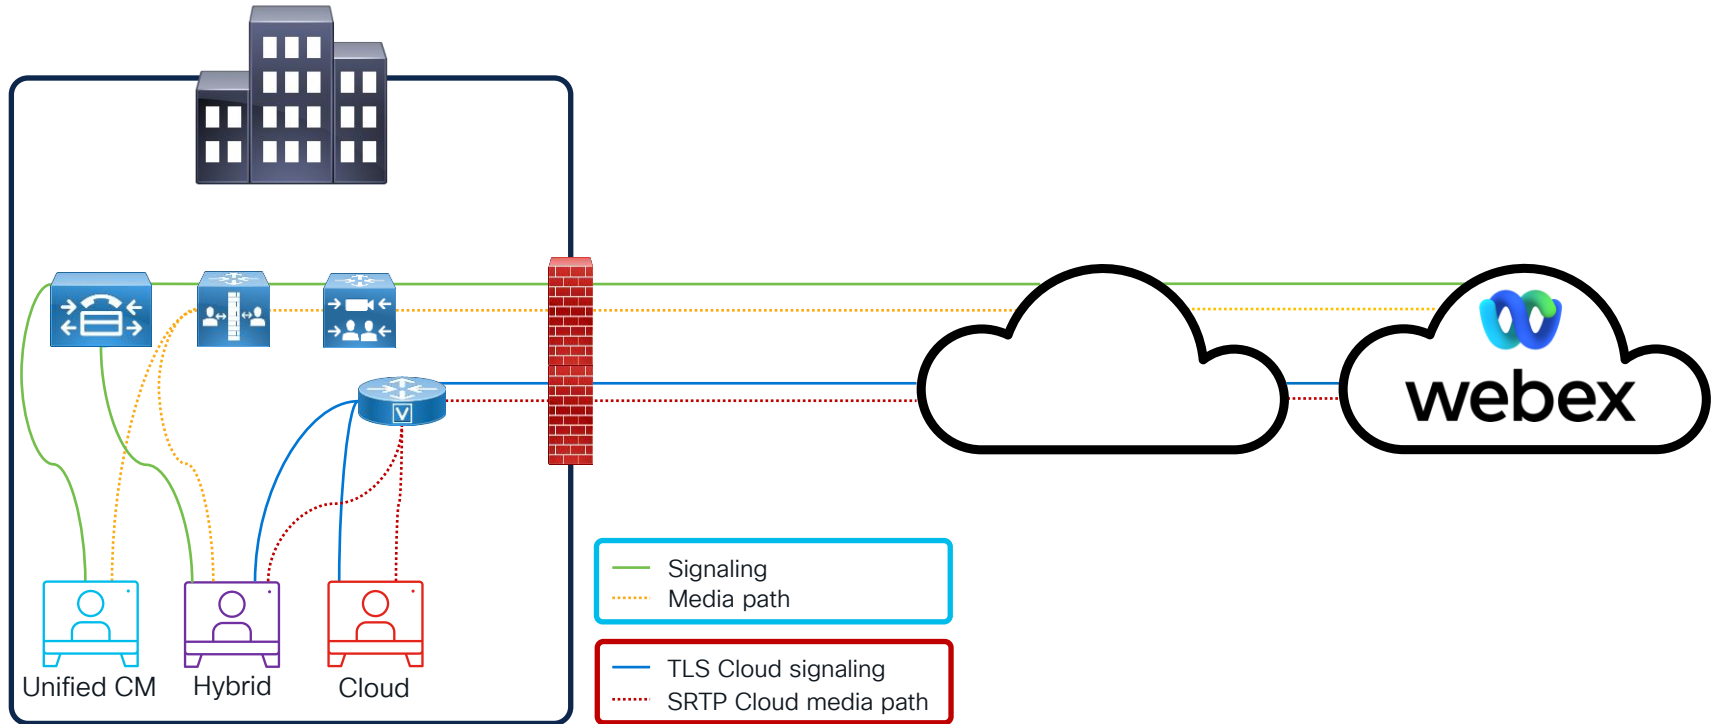 webex
V
Signaling
Media path
TLS Cloud signaling
SRTP Cloud media path
Unified CM
Hybrid
Cloud